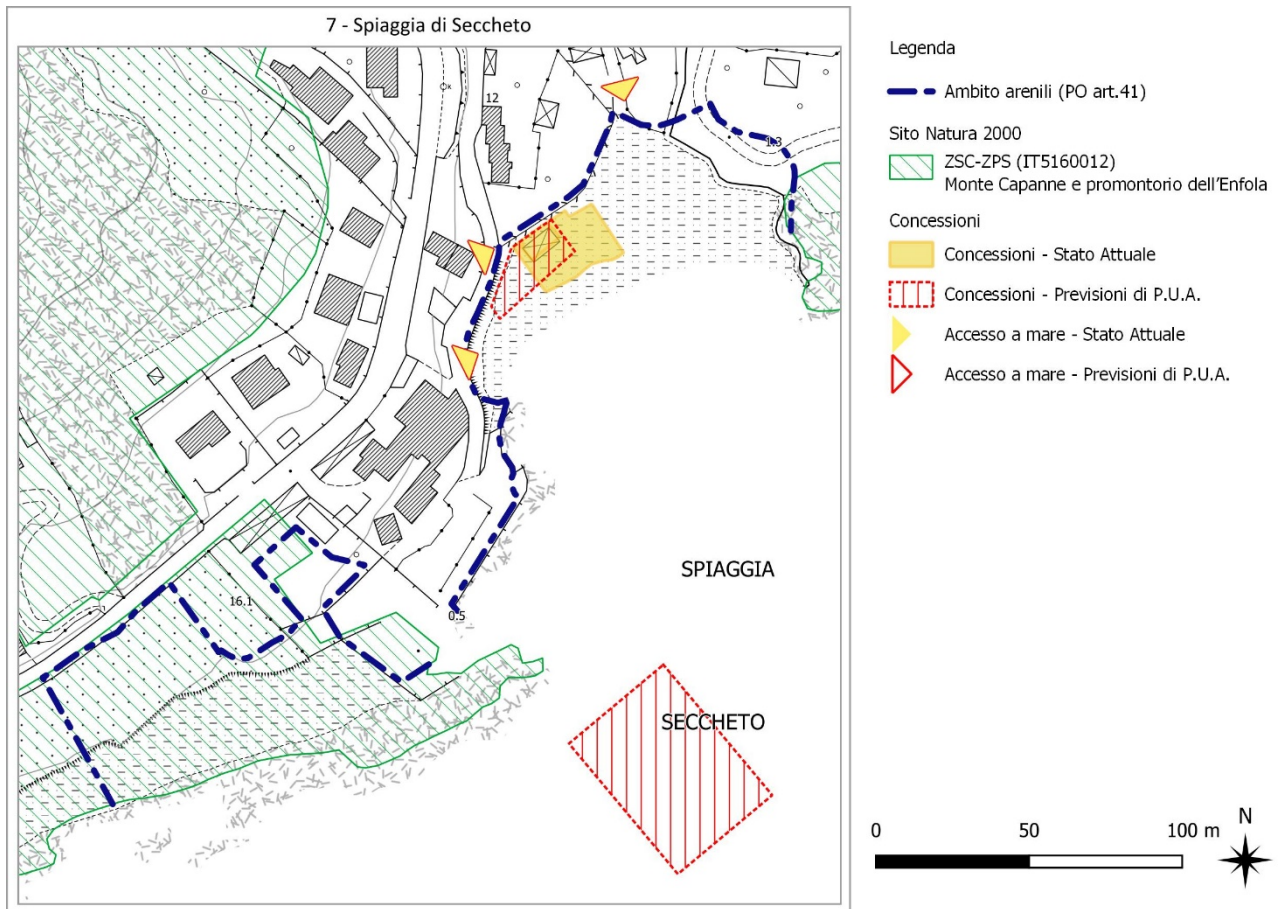 7 - Spiaggia di Seccheto
12
1.3
16.1
0.5
SPIAGGIA
SECCHETO
Legenda
Ambito arenili (PO art.41)
Sito Natura 2000
ZSC-ZPS (IT5160012)
Monte Capanne e promontorio dell'Enfola
Concessioni
Concessioni - Stato Attuale
Concessioni - Previsioni di P.U.A.
Accesso a mare - Stato Attuale
Accesso a mare - Previsioni di P.U.A.
0 50 100 m
N